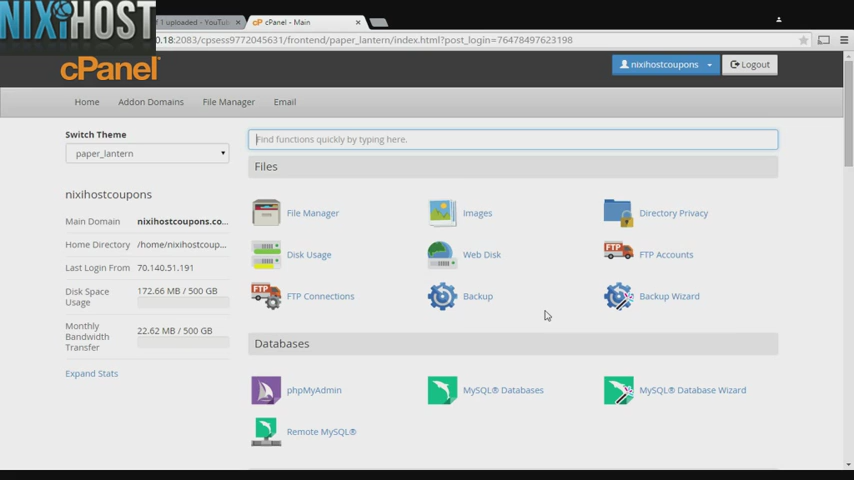 NIXIHOST
1 uploaded - YouTub
cP cPanel - Main
0.18:2083/cpsess9772045631/frontend/paper_lantern/index.html?post_login=76478497623198
cPanel
nixihostcoupons
Logout
Home Addon Domains File Manager Email
Switch Theme
paper_lantern
Find functions quickly by typing here.
Files
nixihostcoupons
Main Domain nixihostcoupons.co...
Home Directory /home/nixihostcoup...
Last Login From 70.140.51.191
Disk Space Usage 172.66 MB / 500 GB
Monthly Bandwidth Transfer 22.62 MB / 500 GB
Expand Stats
File Manager Images Directory Privacy
Disk Usage Web Disk FTP Accounts
FTP FTP Connections Backup Backup Wizard
Databases
phpMyAdmin MySQL® Databases MySQL® Database Wizard
Remote MySQL®